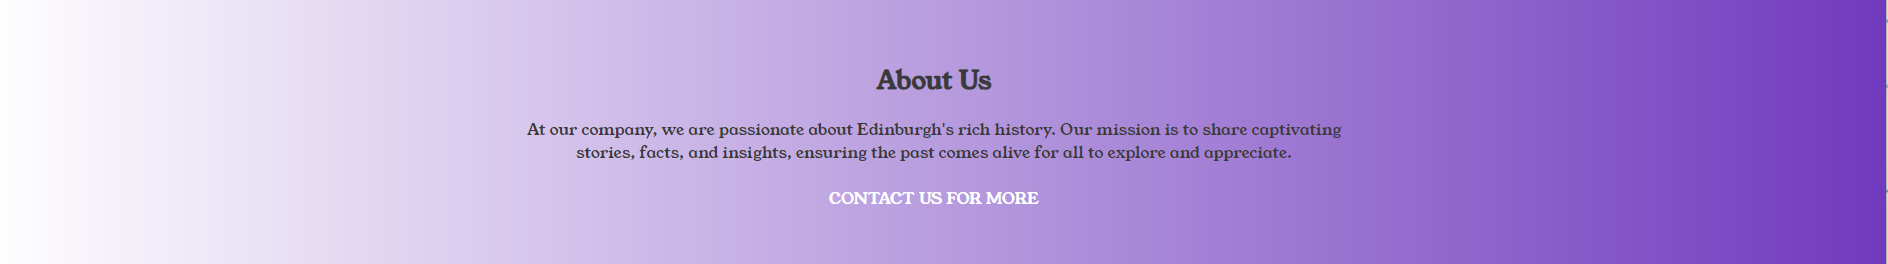 About Us
At our company, we are passionate about Edinburgh's rich history. Our mission is to share captivating
stories, facts, and insights, ensuring the past comes alive for all to explore and appreciate.
CONTACT US FOR MORE